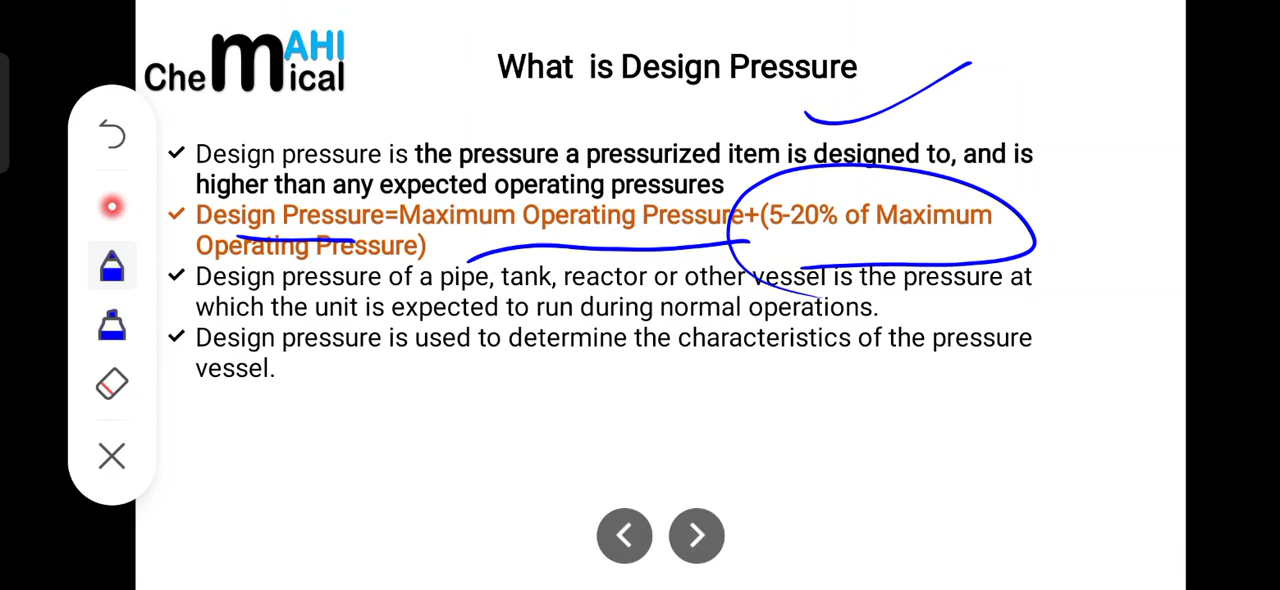 CheMAHIical
What is Design Pressure
Design pressure is the pressure a pressurized item is designed to, and is
higher than any expected operating pressures
Design Pressure=Maximum Operating Pressure+(5-20% of Maximum
Operating Pressure)
Design pressure of a pipe, tank, reactor or other vessel is the pressure at
which the unit is expected to run during normal operations.
Design pressure is used to determine the characteristics of the pressure
vessel.